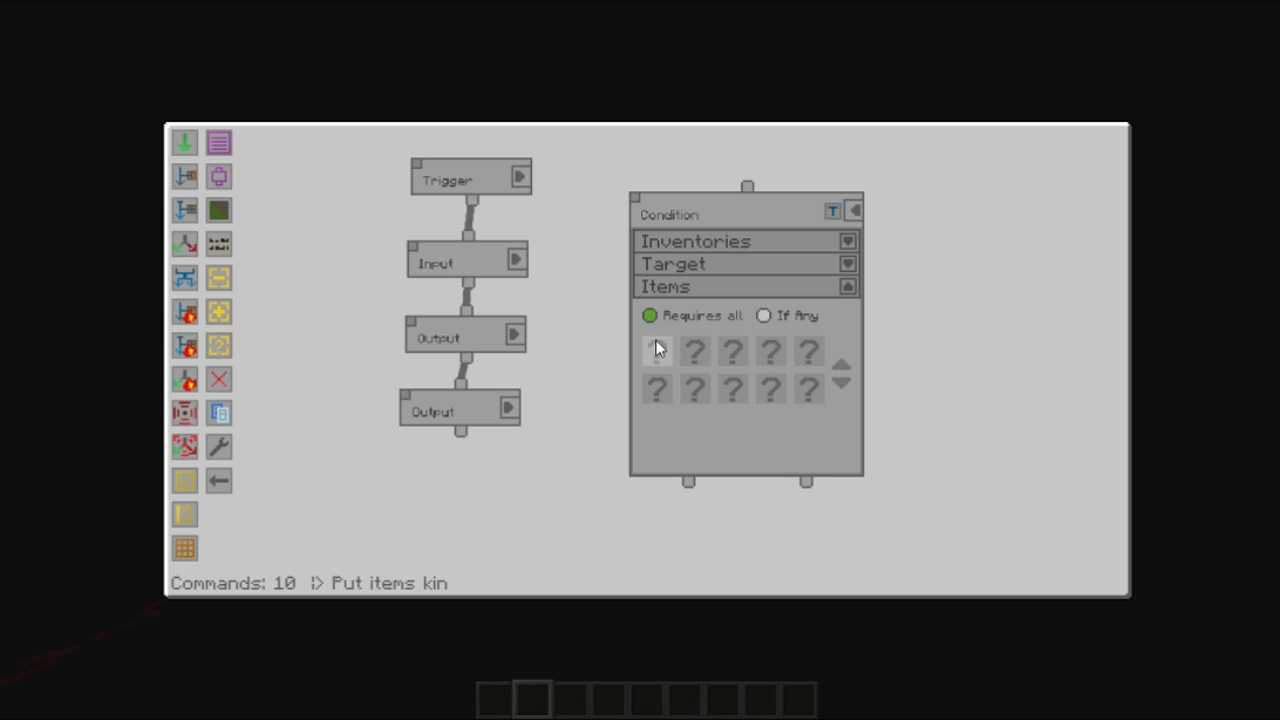 Trigger
Input
Output
Output
Condition
T
Inventories
Target
Items
Requires all If Any
? ? ? ? ?
? ? ? ? ?
Commands: 10 |> Put items kin